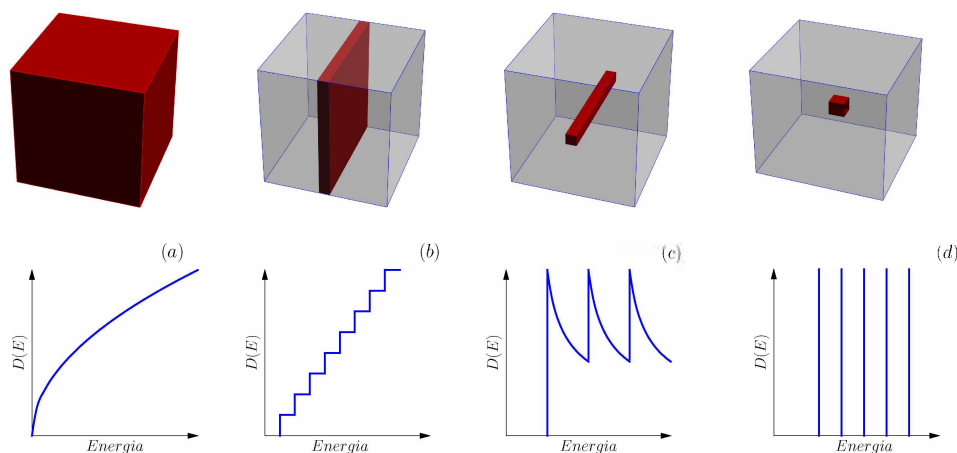 (a)
(b)
(c)
(d)
D(E)
D(E)
D(E)
D(E)
Energia
Energia
Energia
Energia